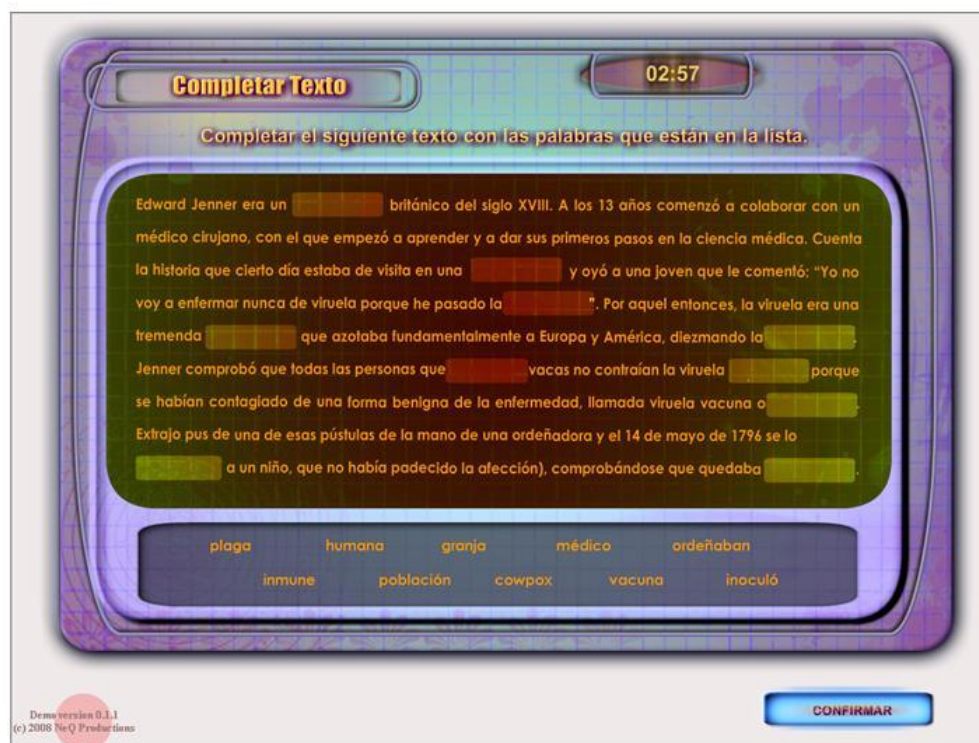 Completar Texto
02:57
Completar el siguiente texto con las palabras que están en la lista.
Edward Jenner era un británico del siglo XVIII. A los 13 años comenzó a colaborar con un
médico cirujano, con el que empezó a aprender y a dar sus primeros pasos en la ciencia médica. Cuenta
la historia que cierto día estaba de visita en una y oyó a una joven que le comentó: "Yo no
voy a enfermar nunca de viruela porque he pasado la ". Por aquel entonces, la viruela era una
tremenda que azotaba fundamentalmente a Europa y América, diezmando la .
Jenner comprobó que todas las personas que vacas no contraían la viruela porque
se habían contagiado de una forma benigna de la enfermedad, llamada viruela vacuna o .
Extrajo pus de una de esas pústulas de la mano de una ordeñadora y el 14 de mayo de 1796 se lo
a un niño, que no había padecido la afección), comprobándose que quedaba .
plaga humana granja médico ordeñaban
inmune población cowpox vacuna inoculó
Demo version 0.1.1
(c) 2008 NeQ Productions
CONFIRMAR